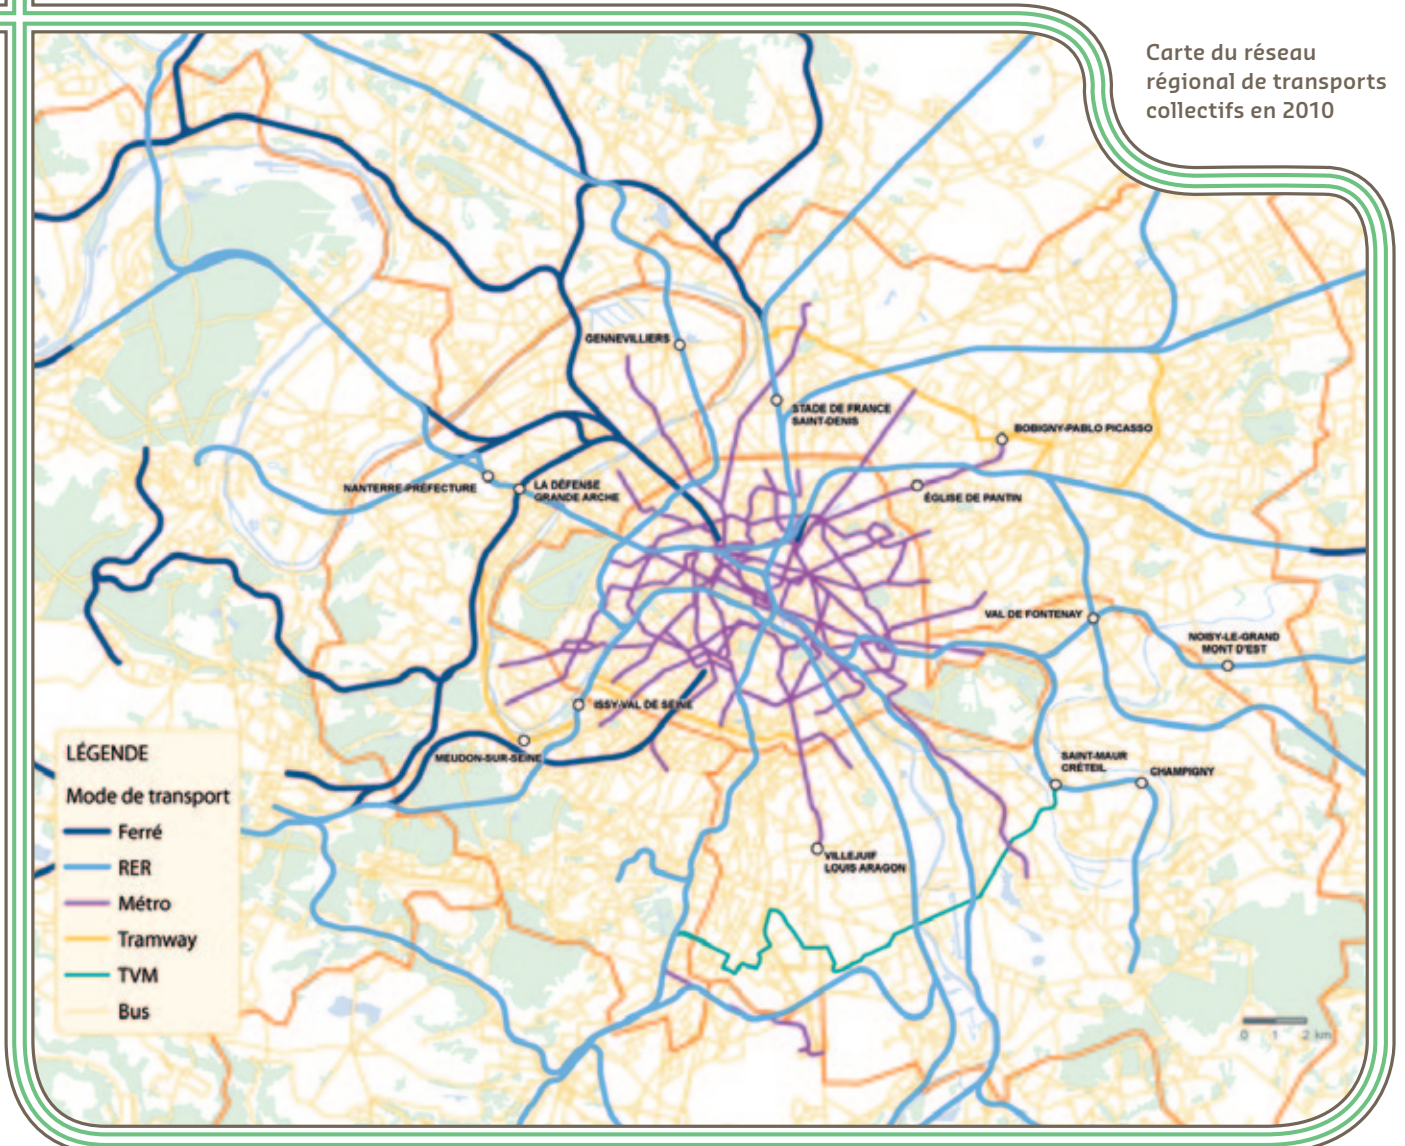 Carte du réseau
régional de transports
collectifs en 2010
GENNEVILLIERS
STADE DE FRANCE
SAINT-DENIS
BOBIGNY-PABLO PICASSO
NANTERRE-PRÉFECTURE
LA DÉFENSE
GRANDE ARCHE
ÉGLISE DE PANTIN
VAL DE FONTENAY
NOISY-LE-GRAND
MONT D'EST
ISSY-VAL DE SEINE
MEUDON-SUR-SEINE
SAINT-MAUR
CRÉTEIL
CHAMPIGNY
VILLEJUIF
LOUIS ARAGON
LÉGENDE
Mode de transport
Ferré
RER
Métro
Tramway
TVM
Bus
0 1 2 km